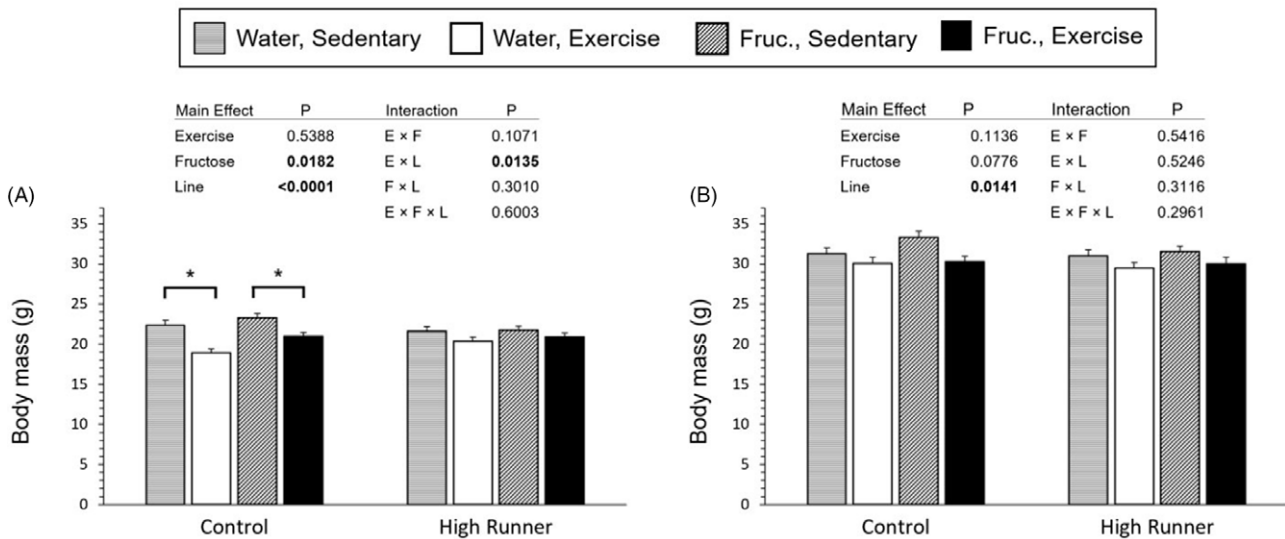 Water, Sedentary Water, Exercise Fruc., Sedentary Fruc., Exercise
Main Effect P Interaction P
Exercise 0.5388 E × F 0.1071
Fructose 0.0182 E × L 0.0135
Line <0.0001 F × L 0.3010
E × F × L 0.6003
(A)
35
30
25
20
15
10
5
0
Body mass (g)
* *
Control High Runner
Main Effect P Interaction P
Exercise 0.1136 E × F 0.5416
Fructose 0.0776 E × L 0.5246
Line 0.0141 F × L 0.3116
E × F × L 0.2961
(B)
35
30
25
20
15
10
5
0
Body mass (g)
Control High Runner